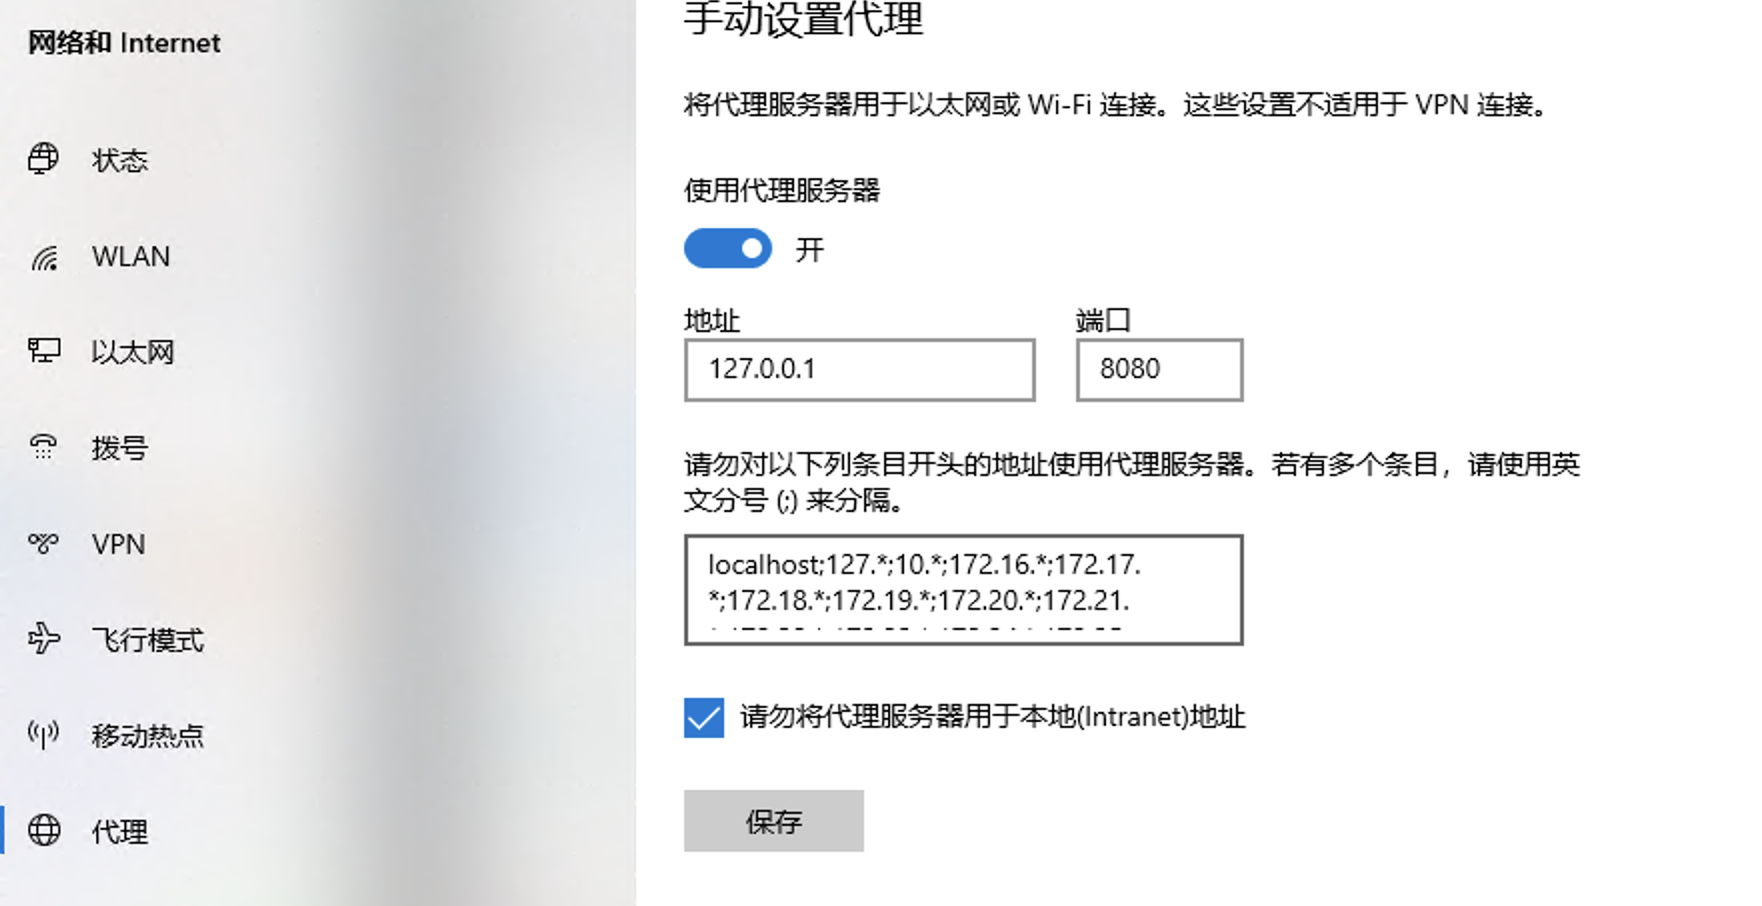 网络和 Internet
状态
WLAN
以太网
拨号
VPN
飞行模式
移动热点
代理
手动设置代理
将代理服务器用于以太网或 Wi-Fi 连接。这些设置不适用于 VPN 连接。
使用代理服务器
开
地址
端口
127.0.0.1
8080
请勿对以下列条目开头的地址使用代理服务器。若有多个条目，请使用英
文分号 (;) 来分隔。
localhost;127.*;10.*;172.16.*;172.17.
*;172.18.*;172.19.*;172.20.*;172.21.
请勿将代理服务器用于本地(Intranet)地址
保存